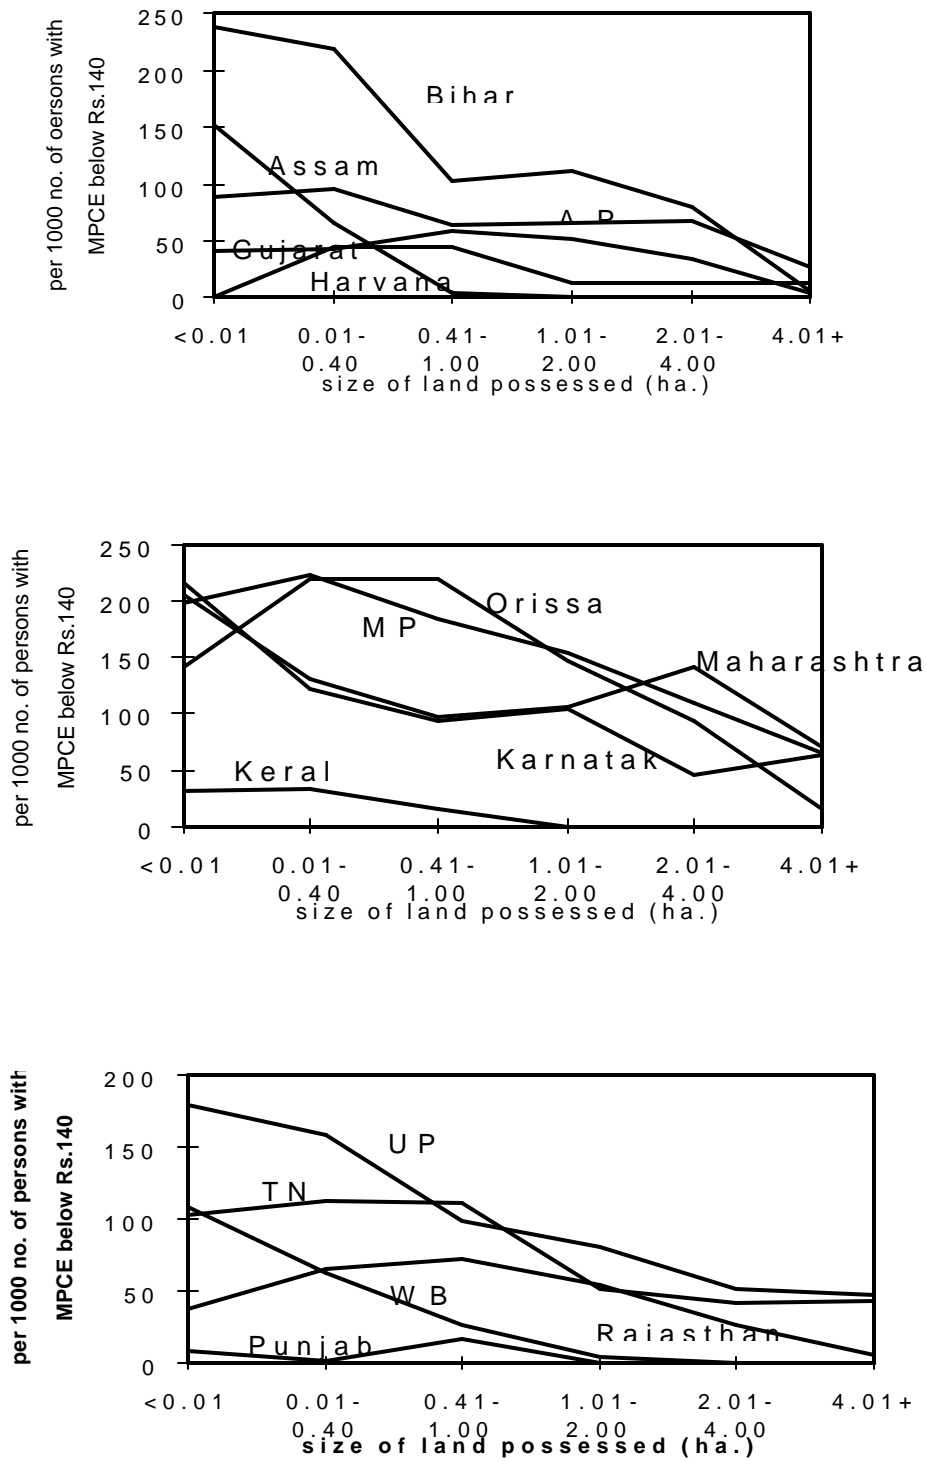 per 1000 no. of oersons with
MPCE below Rs.140
250
200
150
100
50
0
Bihar
Assam
A P
Gujarat
Harvana
<0.01 0.01- 0.41- 1.01- 2.01- 4.01+
0.40 1.00 2.00 4.00
size of land possessed (ha.)
per 1000 no. of persons with
MPCE below Rs.140
250
200
150
100
50
0
Orissa
MP
Maharashtra
Karnatak
Keral
<0.01 0.01- 0.41- 1.01- 2.01- 4.01+
0.40 1.00 2.00 4.00
size of land possessed (ha.)
per 1000 no. of persons with
MPCE below Rs.140
200
150
100
50
0
UP
TN
WB
Rajasthan
Punjab
<0.01 0.01- 0.41- 1.01- 2.01- 4.01+
0.40 1.00 2.00 4.00
size of land possessed (ha.)